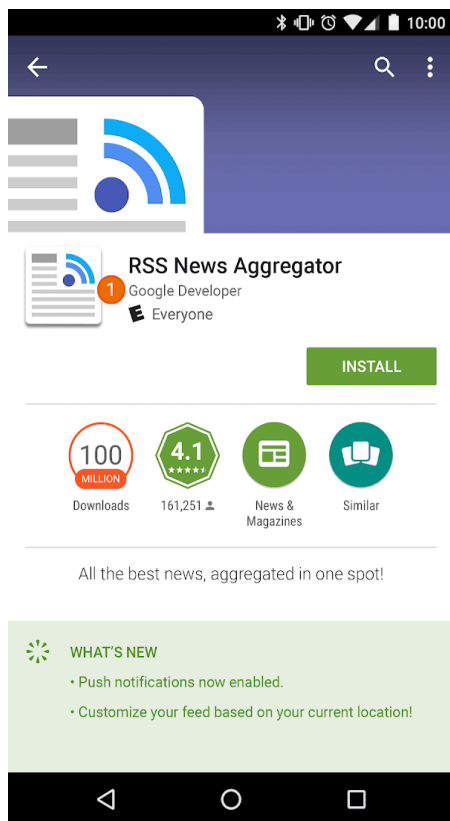 10:00
RSS News Aggregator
1
Google Developer
E Everyone
INSTALL
100
MILLION
4.1
Downloads
161,251
News &
Magazines
Similar
All the best news, aggregated in one spot!
WHAT'S NEW
• Push notifications now enabled.
• Customize your feed based on your current location!